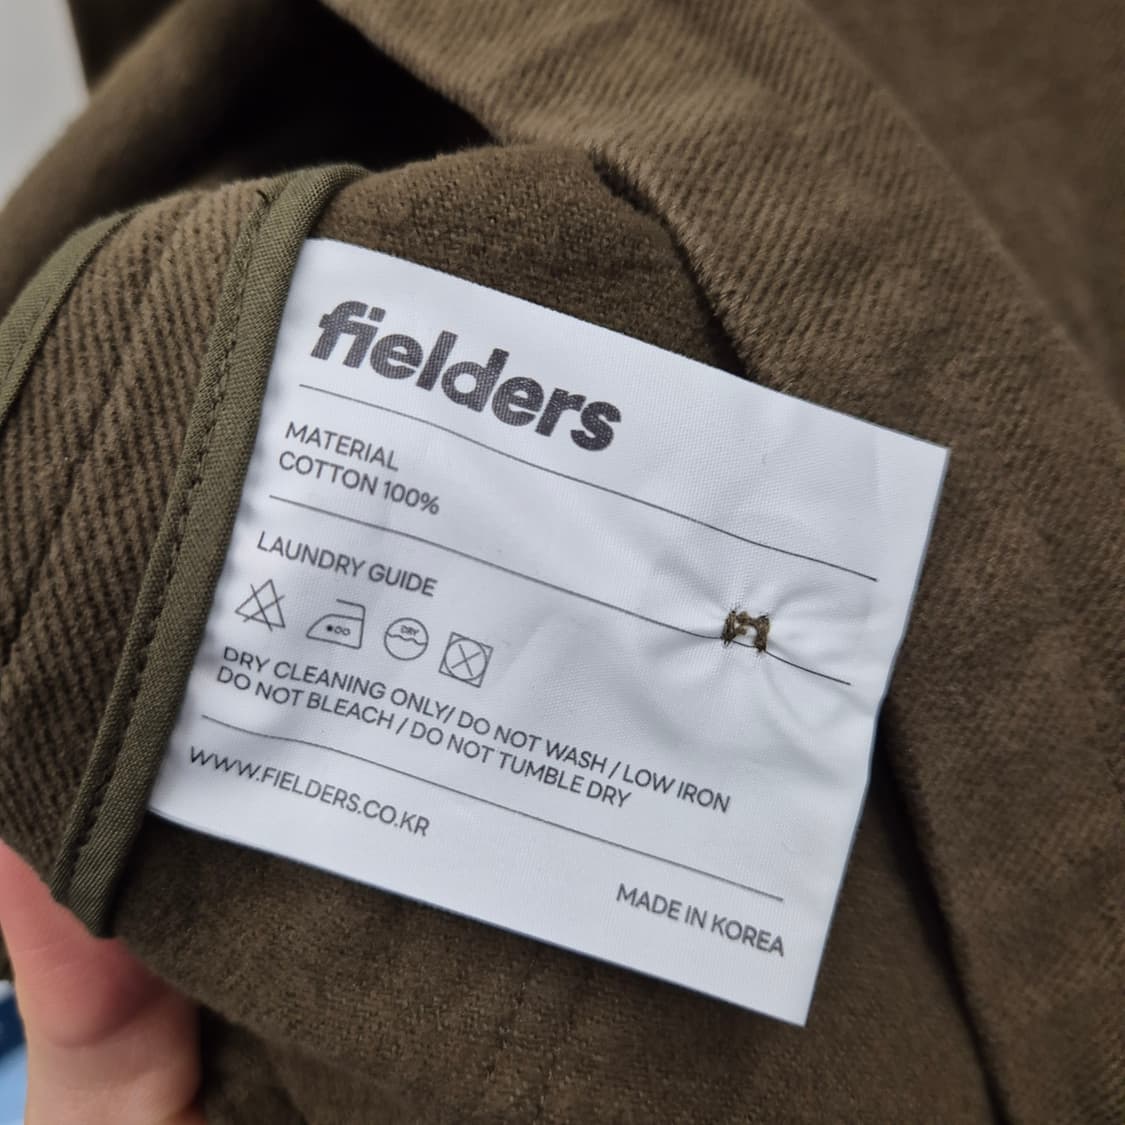 fielders
MATERIAL
COTTON 100%
LAUNDRY GUIDE
DRY
DRY CLEANING ONLY/ DO NOT WASH / LOW IRON
DO NOT BLEACH / DO NOT TUMBLE DRY
WWW.FIELDERS.CO.KR
MADE IN KOREA